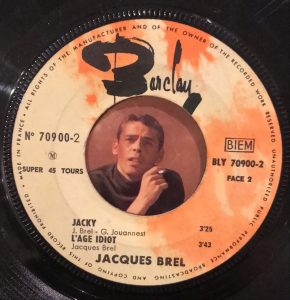 • ALL RIGHTS OF THE MANUFACTURER AND OF THE OWNER OF THE RECORDED WORK RESERVED UNAUTHORISED PUBLIC PERFORMANCE BROADCASTING AND COPYING OF THIS RECORD PROHIBITED • MADE IN FRANCE
Barclay
N° 70900-2
BIEM
M
BLY 70900-2
SUPER 45 TOURS
FACE 2
JACKY
J. Brel - G. Jouannest
3'25
L'AGE IDIOT
3'43
Jacques Brel
JACQUES BREL